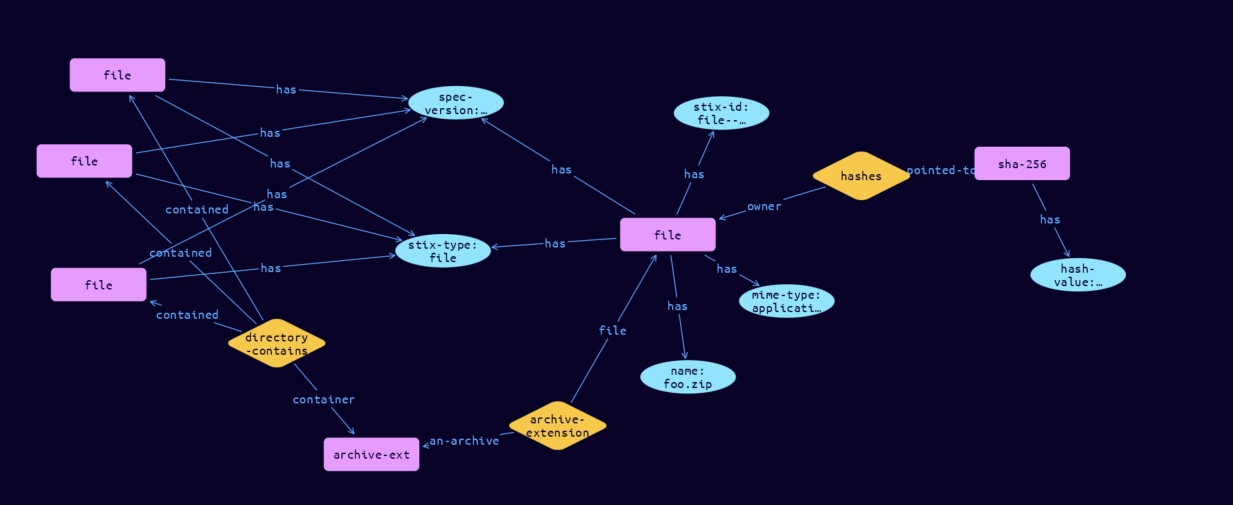 file
has
spec-
version:…
stix-id:
file--…
has
file
has
has
has
hashes
pointed-to
sha-256
has
contained
has
owner
has
file
contained
stix-type:
file
has
has
file
has
has
hash-
value:…
contained
mime-type:
applicati…
has
directory
-contains
file
name:
foo.zip
container
archive-
extension
an-archive
archive-ext